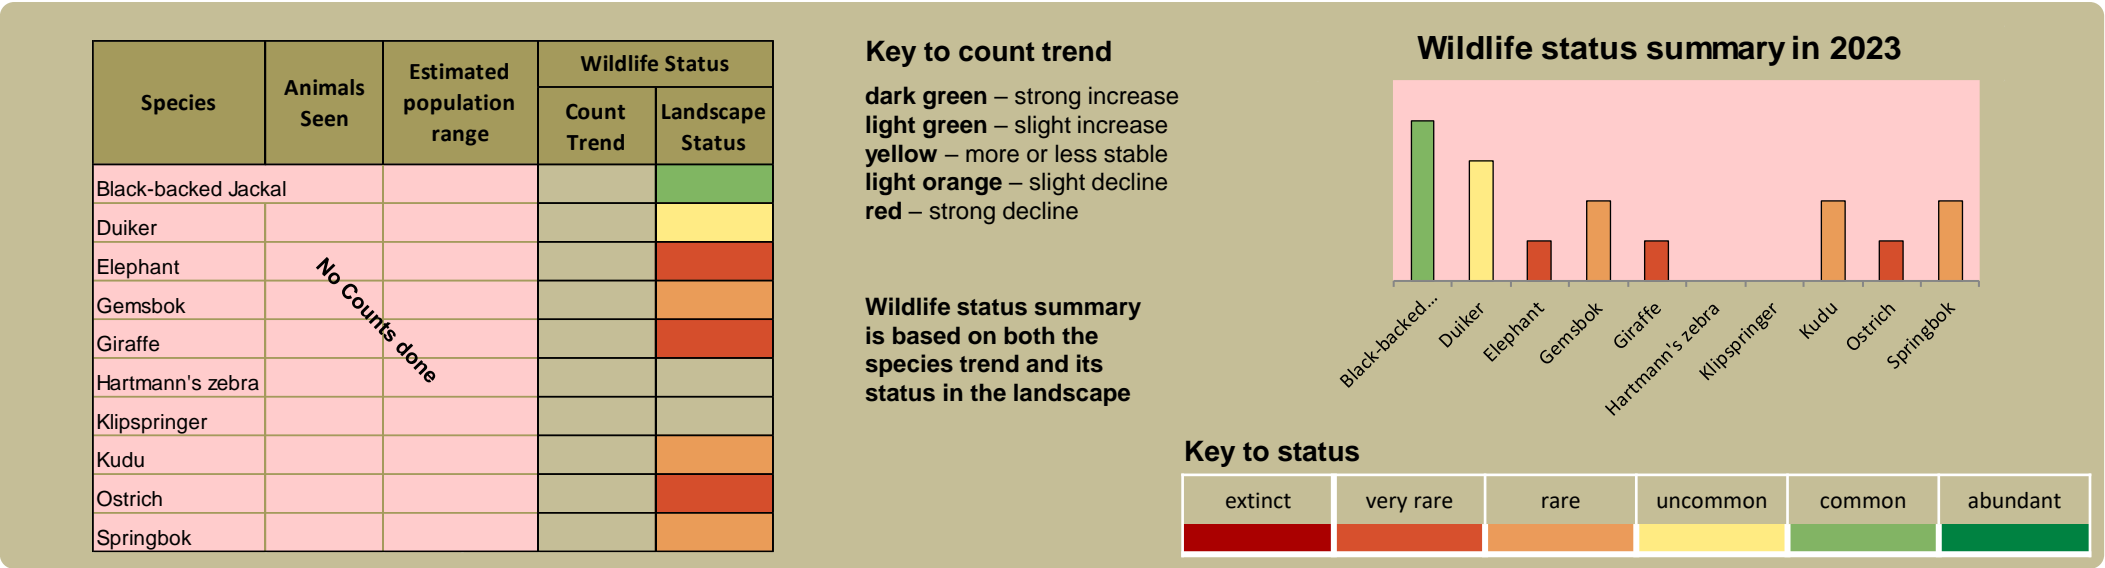 Species
Animals
Seen
Estimated
population
range
Wildlife Status
Count
Trend
Landscape
Status
Black-backed Jackal
Duiker
Elephant
Gemsbok
Giraffe
Hartmann's zebra
Klipspringer
Kudu
Ostrich
Springbok
No Counts done
Key to count trend
dark green – strong increase
light green – slight increase
yellow – more or less stable
light orange – slight decline
red – strong decline
Wildlife status summary
is based on both the
species trend and its
status in the landscape
Wildlife status summary in 2023
Black-backed...
Duiker
Elephant
Gemsbok
Giraffe
Hartmann's zebra
Klipspringer
Kudu
Ostrich
Springbok
Key to status
extinct very rare rare uncommon common abundant